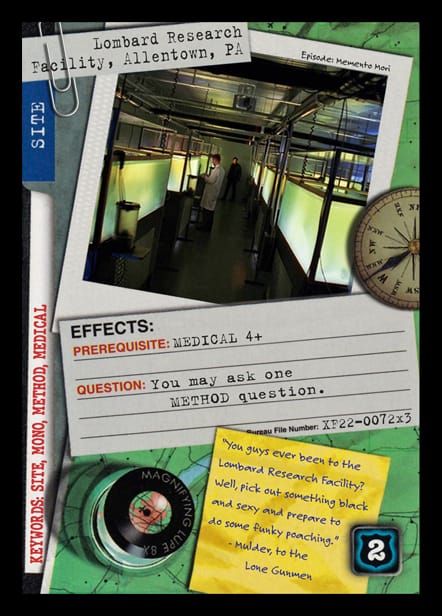 Lombard Research
Facility, Allentown, PA
Episode: Memento Mori
SITE
EFFECTS:
PREREQUISITE: MEDICAL 4+
QUESTION: You may ask one
METHOD question.
Bureau File Number: XF22-0072x3
KEYWORDS: SITE, MONO, METHOD, MEDICAL
MAGNIFYING LUPE 8X
"You guys ever been to the
Lombard Research Facility?
Well, pick out soomething black
and sexy and prepare to
do some funky poaching."
- Mulder, to the
Lone Gunmen
2